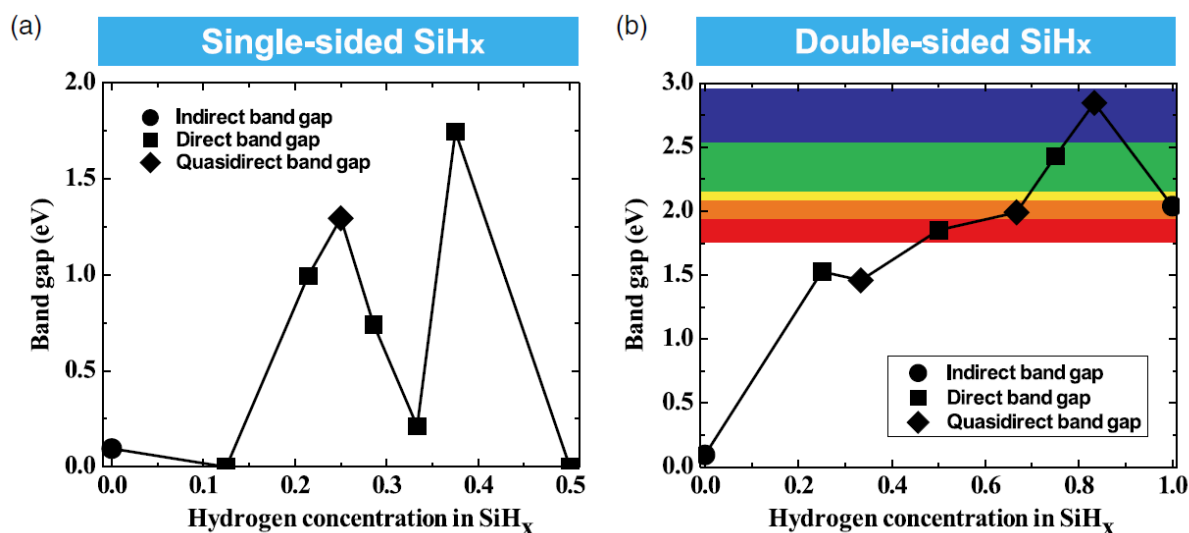 (a)
Single-sided SiHx
2.0
1.5
1.0
0.5
0.0
Band gap (eV)
Indirect band gap
Direct band gap
Quasidirect band gap
0.0 0.1 0.2 0.3 0.4 0.5
Hydrogen concentration in SiHx
(b)
Double-sided SiHx
3.0
2.5
2.0
1.5
1.0
0.5
0.0
Band gap (eV)
Indirect band gap
Direct band gap
Quasidirect band gap
0.0 0.2 0.4 0.6 0.8 1.0
Hydrogen concentration in SiHx